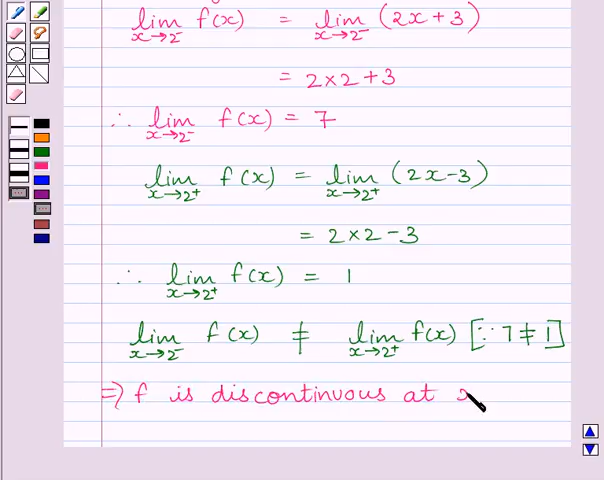 lim f(x) = lim (2x+3)
x→2⁻ x→2⁻
= 2×2+3
∴ lim f(x) = 7
x→2⁻
lim f(x) = lim (2x-3)
x→2⁺ x→2⁺
= 2×2-3
∴ lim f(x) = 1
x→2⁺
lim f(x) ≠ lim f(x) [∵ 7≠1]
x→2⁻ x→2⁺
⇒ f is discontinuous at